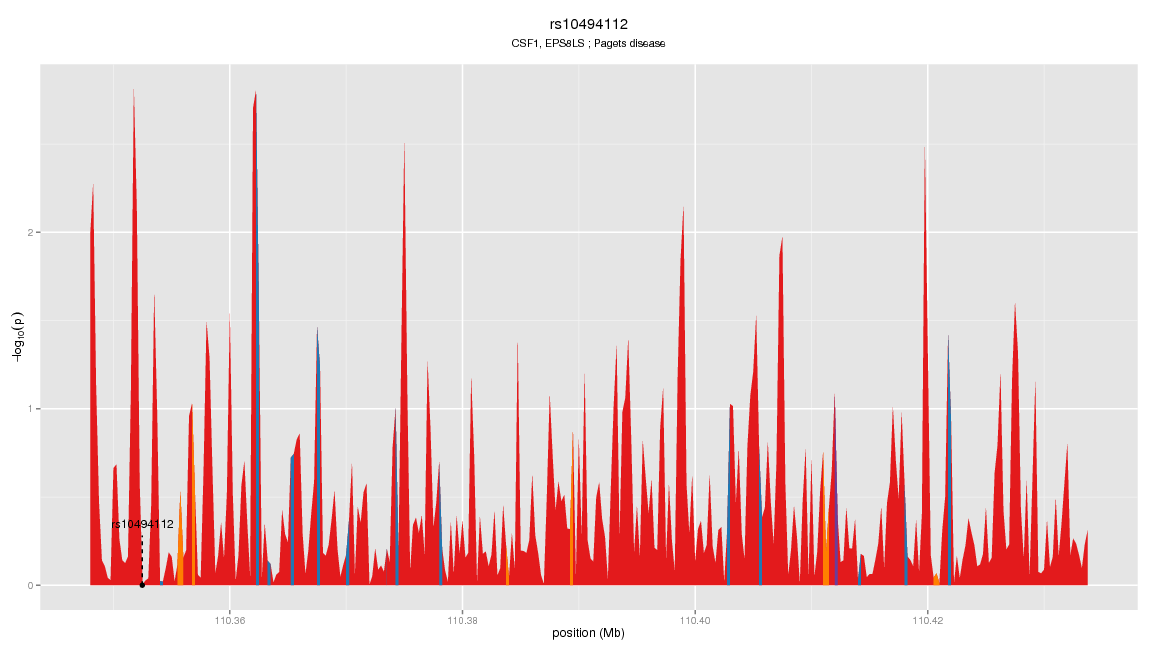 rs10494112
CSF1, EPS8LS ; Pagets disease
−log10(p)
2
1
0
rs10494112
110.36
110.38
110.40
110.42
position (Mb)